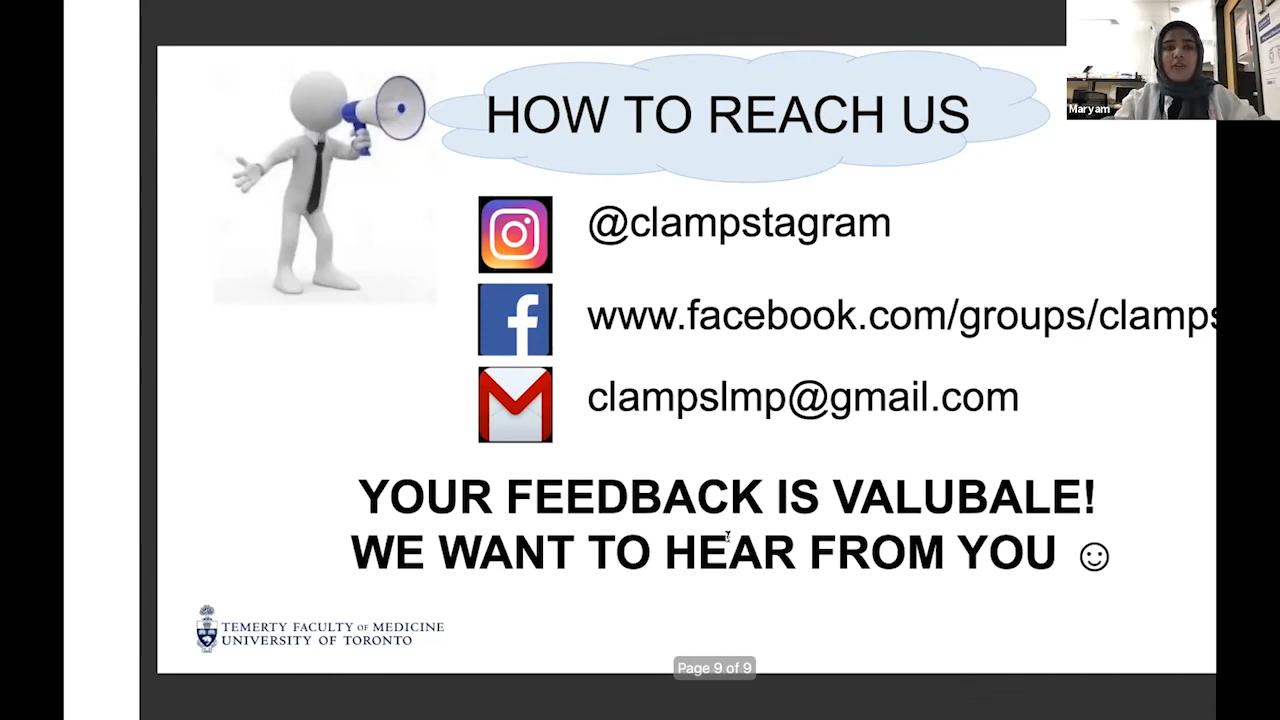 HOW TO REACH US
Maryam
@clampstagram
www.facebook.com/groups/clamps
clampslmp@gmail.com
YOUR FEEDBACK IS VALUBALE!
WE WANT TO HEAR FROM YOU ☺
TEMERTY FACULTY OF MEDICINE
UNIVERSITY OF TORONTO
Page 9 of 9